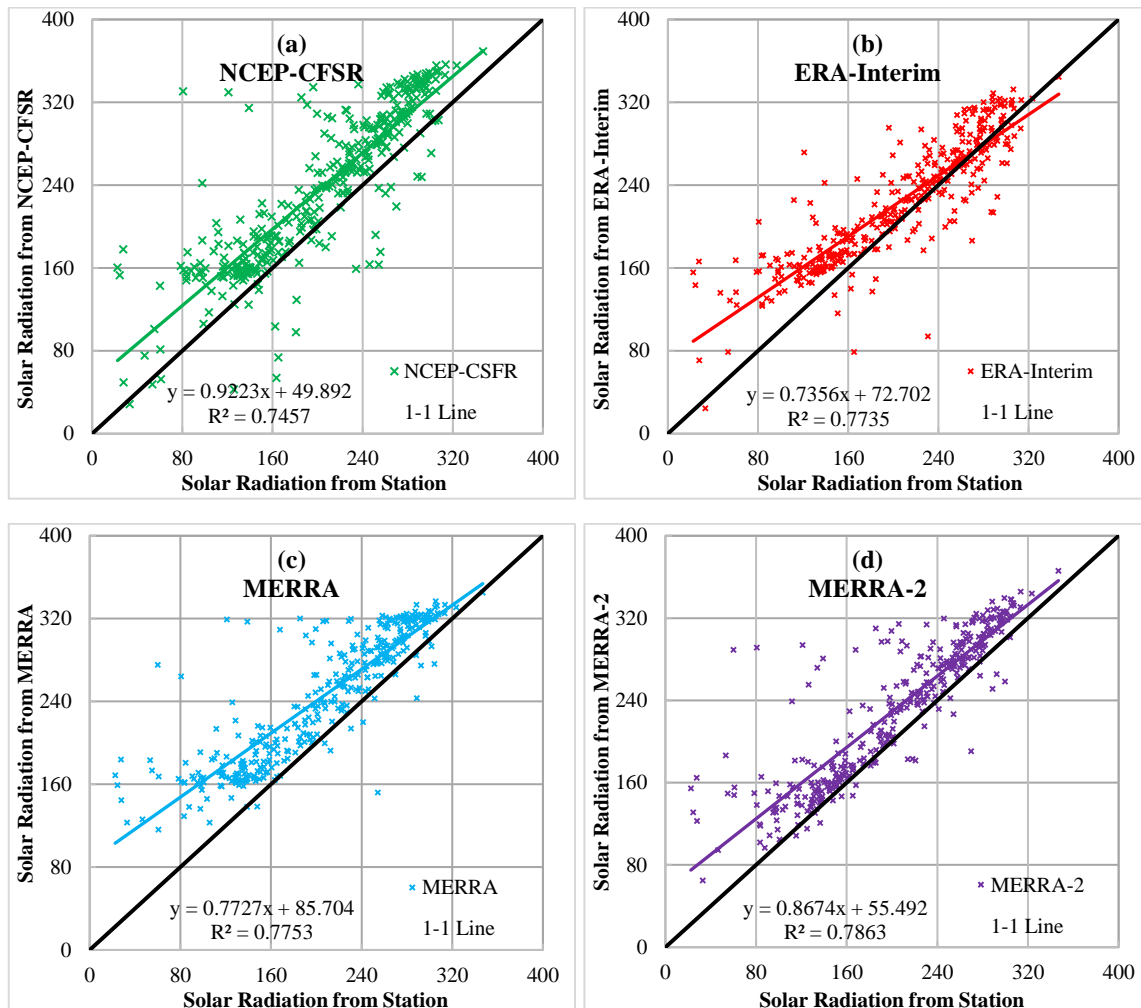 (a)
NCEP-CFSR
Solar Radiation from NCEP-CFSR
400
320
240
160
80
0
NCEP-CSFR
y = 0.9223x + 49.892
R² = 0.7457
1-1 Line
0 80 160 240 320 400
Solar Radiation from Station
(b)
ERA-Interim
Solar Radiation from ERA-Interim
400
320
240
160
80
0
ERA-Interim
y = 0.7356x + 72.702
R² = 0.7735
1-1 Line
0 80 160 240 320 400
Solar Radiation from Station
(c)
MERRA
Solar Radiation from MERRA
400
320
240
160
80
0
MERRA
y = 0.7727x + 85.704
R² = 0.7753
1-1 Line
0 80 160 240 320 400
Solar Radiation from Station
(d)
MERRA-2
Solar Radiation from MERRA-2
400
320
240
160
80
0
MERRA-2
y = 0.8674x + 55.492
R² = 0.7863
1-1 Line
0 80 160 240 320 400
Solar Radiation from Station